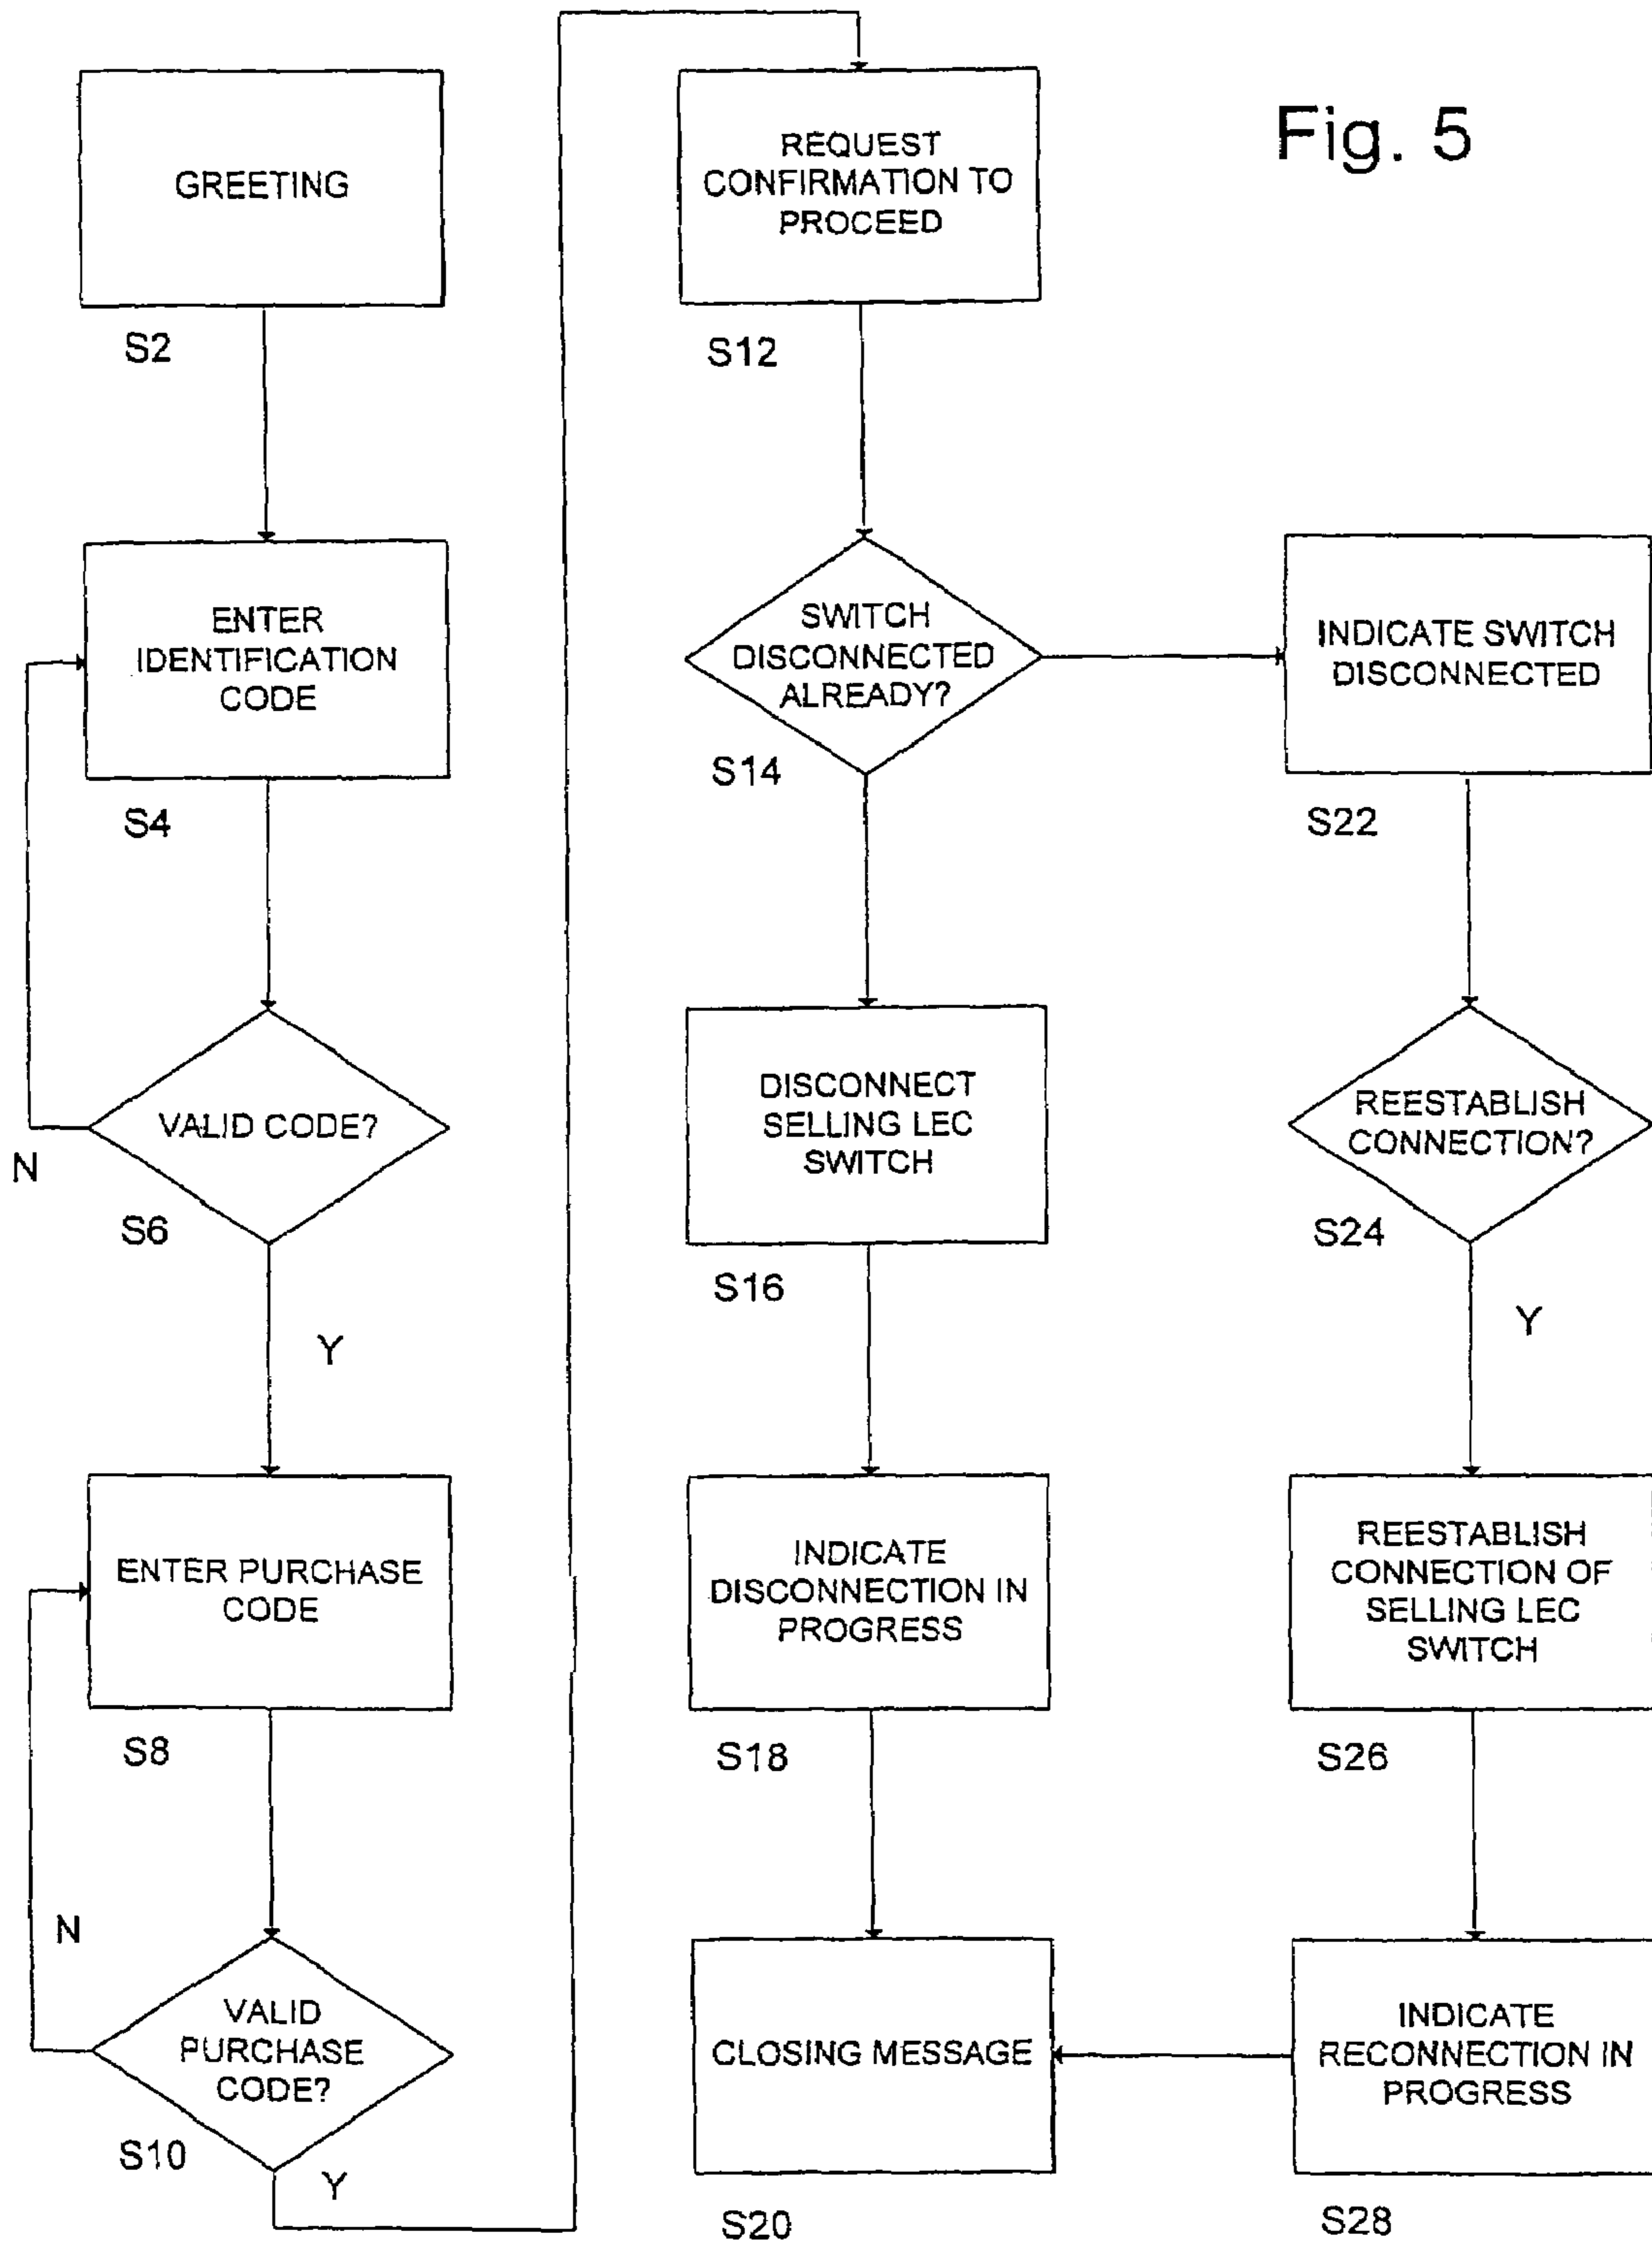 Fig. 5
GREETING
S2
ENTER
IDENTIFICATION
CODE
S4
VALID CODE?
N
S6
Y
ENTER PURCHASE
CODE
S8
N
VALID
PURCHASE
CODE?
S10
Y
REQUEST
CONFIRMATION TO
PROCEED
S12
SWITCH
DISCONNECTED
ALREADY?
S14
DISCONNECT
SELLING LEC
SWITCH
S16
INDICATE
DISCONNECTION IN
PROGRESS
S18
CLOSING MESSAGE
S20
INDICATE SWITCH
DISCONNECTED
S22
REESTABLISH
CONNECTION?
S24
Y
REESTABLISH
CONNECTION OF
SELLING LEC
SWITCH
S26
INDICATE
RECONNECTION IN
PROGRESS
S28